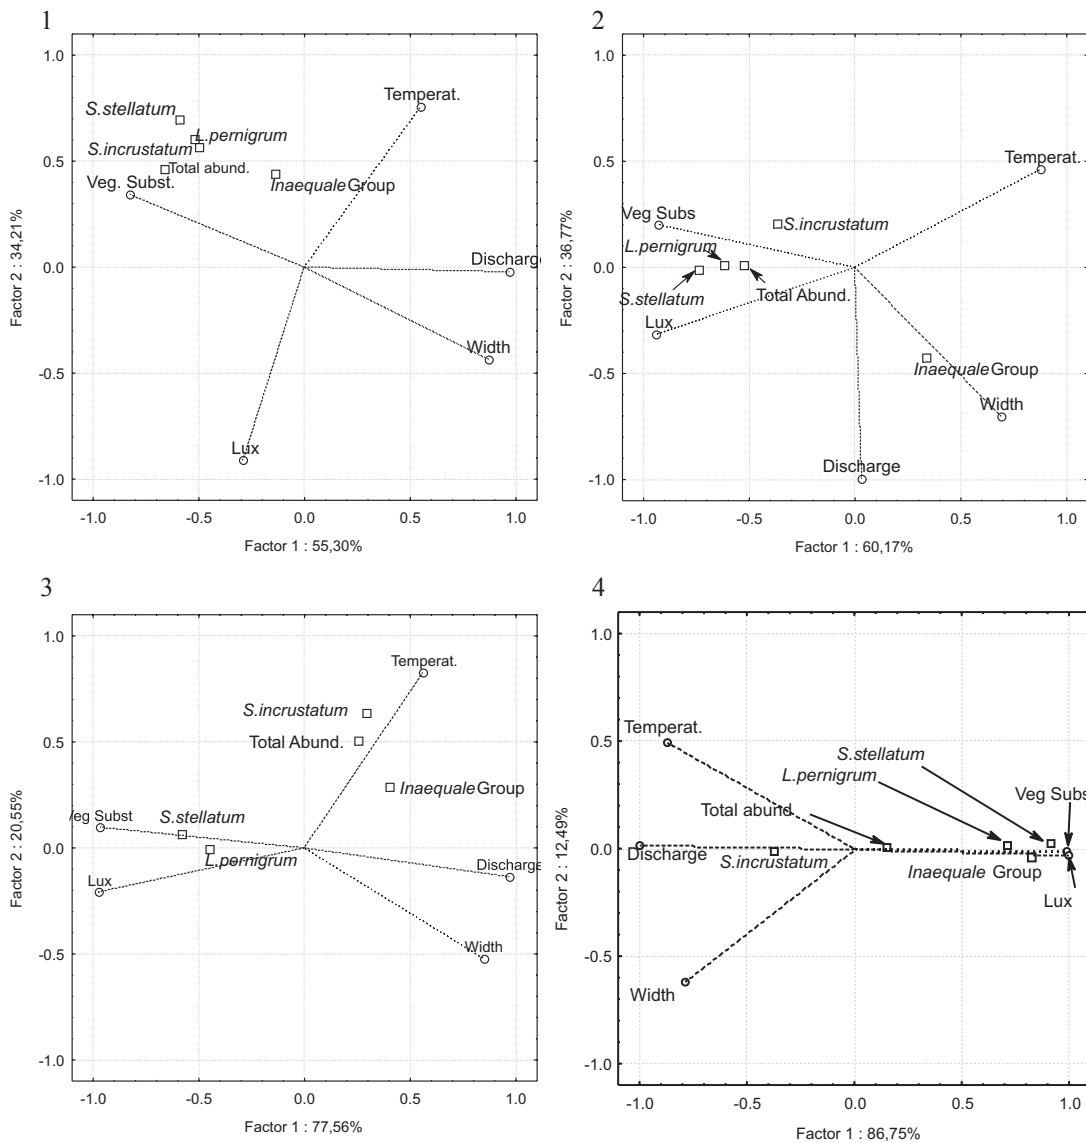 1
1.0
Temperat.
S.stellatum
L.pernigrum
S.incrustatum
0.5
Total abund.
Veg. Subst.
Inaequale Group
Factor 2 : 34,21%
0.0
Discharge
Width
-0.5
Lux
-1.0
-1.0 -0.5 0.0 0.5 1.0
Factor 1 : 55,30%
2
1.0
0.5
Temperat.
Veg Subs
S.incrustatum
L.pernigrum
Factor 2 : 36,77%
0.0
S.stellatum
Total Abund.
Lux
Inaequale Group
-0.5
Width
Discharge
-1.0
-1.0 -0.5 0.0 0.5 1.0
Factor 1 : 60,17%
3
1.0
Temperat.
S.incrustatum
0.5
Total Abund.
Inaequale Group
Veg Subst
S.stellatum
Factor 2 : 20,55%
0.0
L.pernigrum
Discharge
Lux
Width
-0.5
-1.0
-1.0 -0.5 0.0 0.5 1.0
Factor 1 : 77,56%
4
1.0
Temperat.
0.5
S.stellatum
L.pernigrum
Total abund.
Veg Subs
Factor 2 : 12,49%
0.0
Discharge
S.incrustatum
Inaequale Group
Lux
-0.5
Width
-1.0
-1.0 -0.5 0.0 0.5 1.0
Factor 1 : 86,75%